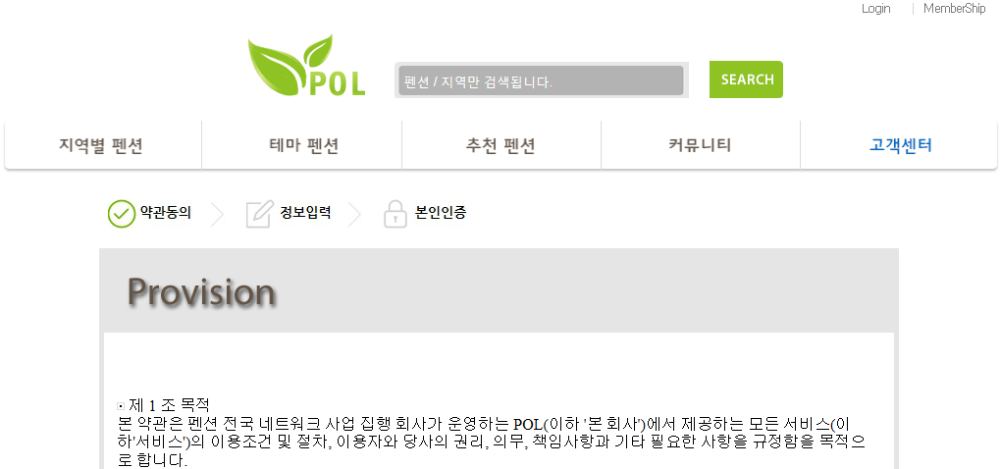 Login | MemberShip
POL
펜션 / 지역만 검색됩니다.
SEARCH
지역별 펜션
테마 펜션
추천 펜션
커뮤니티
고객센터
약관동의
정보입력
본인인증
Provision
제 1 조 목적
본 약관은 펜션 전국 네트워크 사업 집행 회사가 운영하는 POL(이하 '본 회사')에서 제공하는 모든 서비스(이
하'서비스')의 이용조건 및 절차, 이용자와 당사의 권리, 의무, 책임사항과 기타 필요한 사항을 규정함을 목적으
로 합니다.